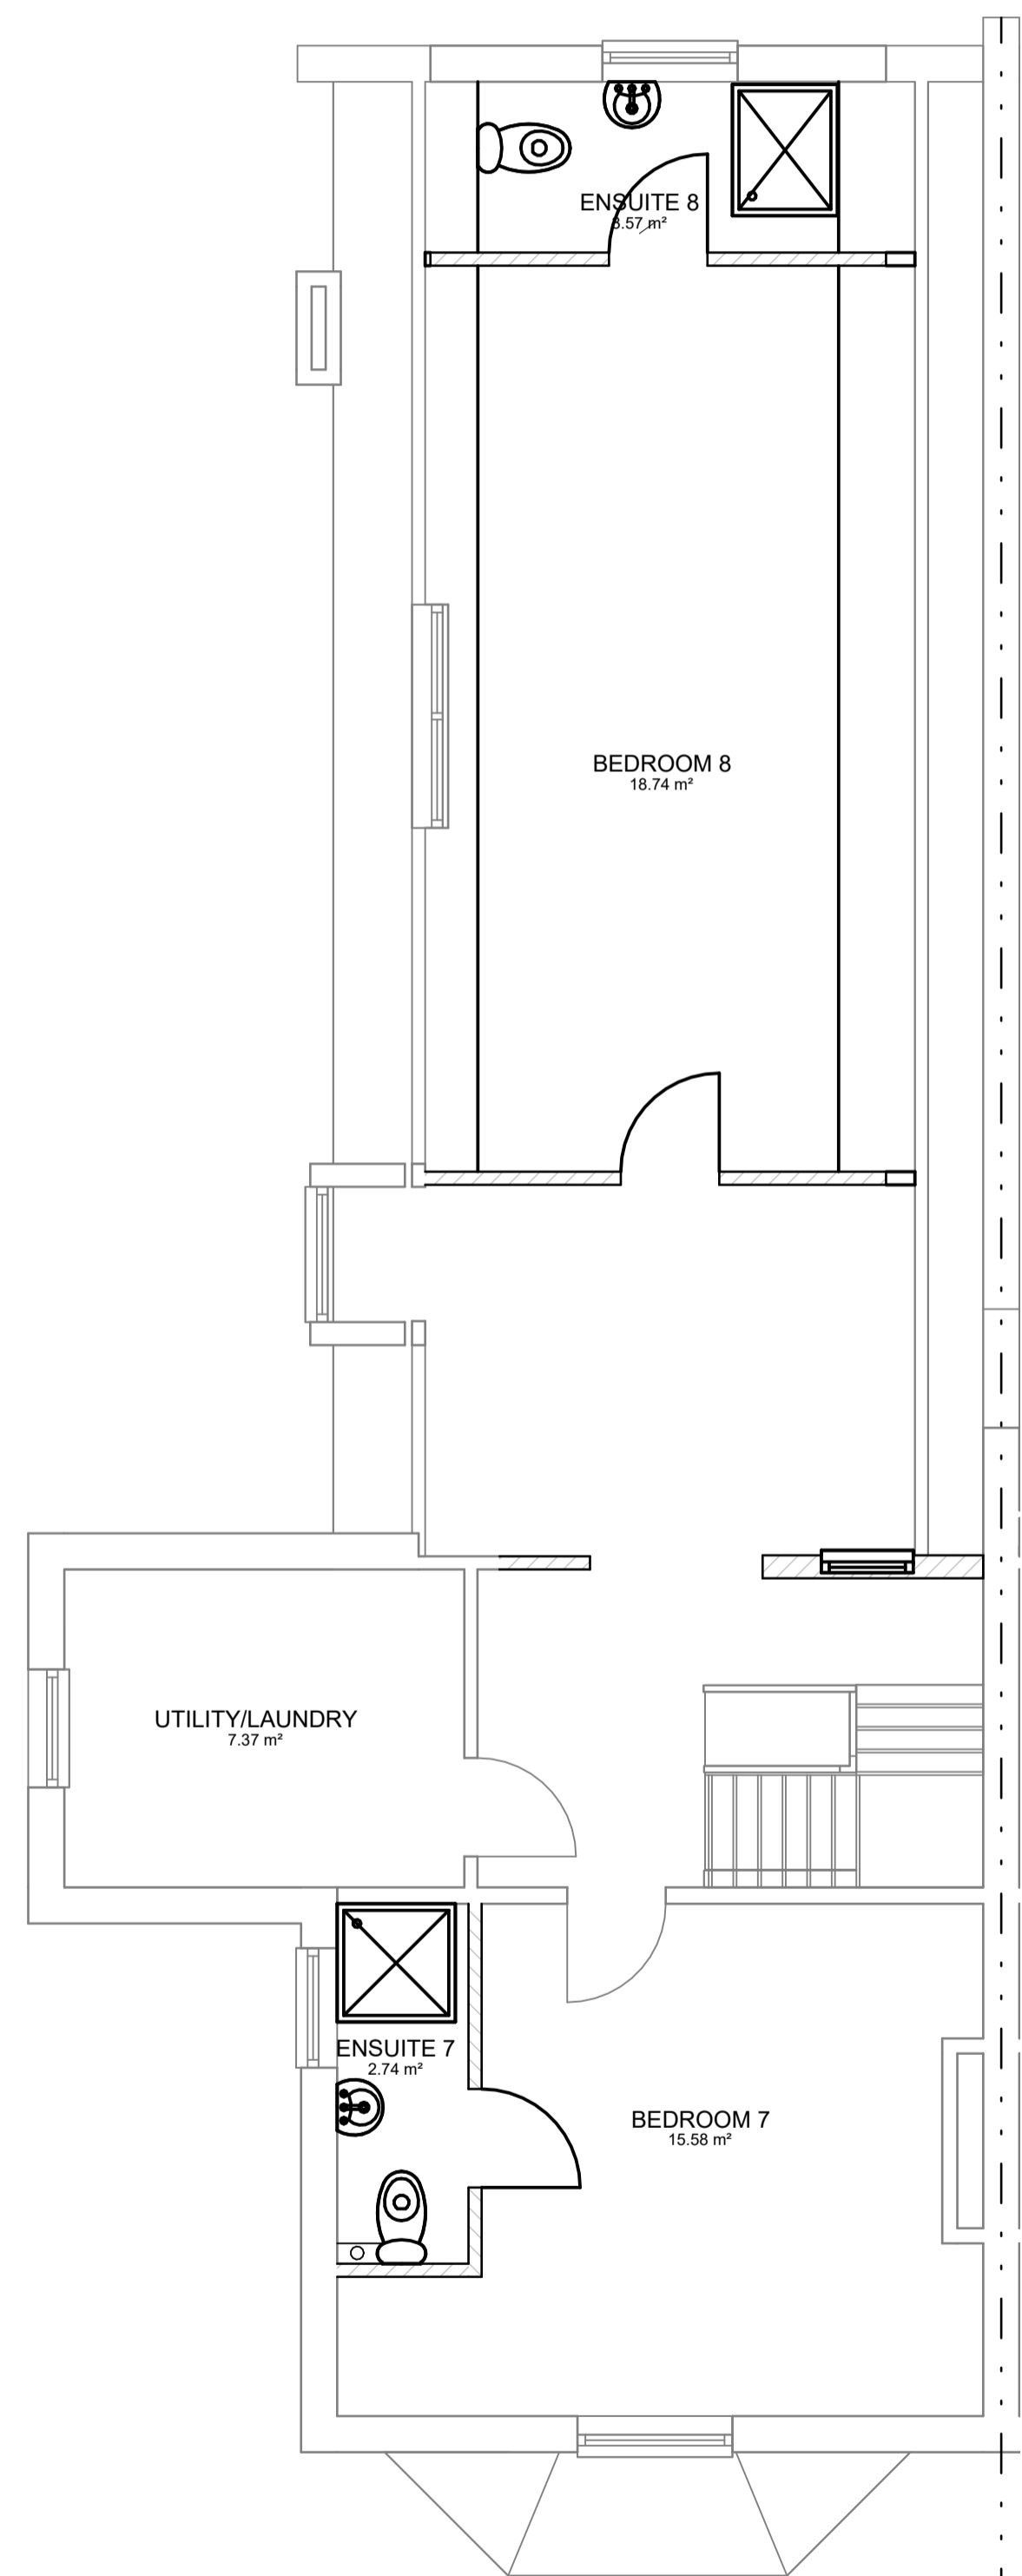 ENSUITE 8
3.57 m²
BEDROOM 8
18.74 m²
UTILITY/LAUNDRY
7.37 m²
ENSUITE 7
2.74 m²
BEDROOM 7
15.58 m²